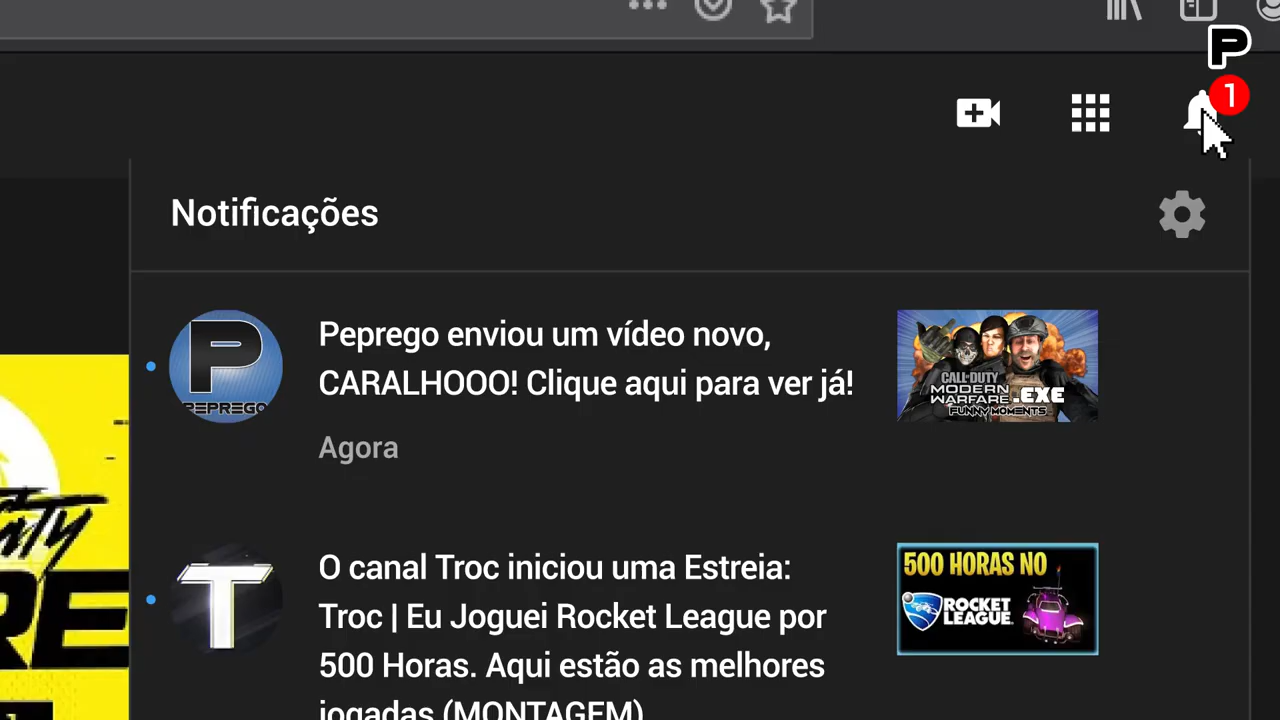 P
1
Notificações
P
PEPREGO
Peprego enviou um vídeo novo,
CARALHOOO! Clique aqui para ver já!
Agora
CALL OF DUTY
MODERN
WARFARE .EXE
FUNNY MOMENTS
T
O canal Troc iniciou uma Estreia:
Troc | Eu Joguei Rocket League por
500 Horas. Aqui estão as melhores
jogadas (MONTAGEM)
500 HORAS NO
ROCKET
LEAGUE